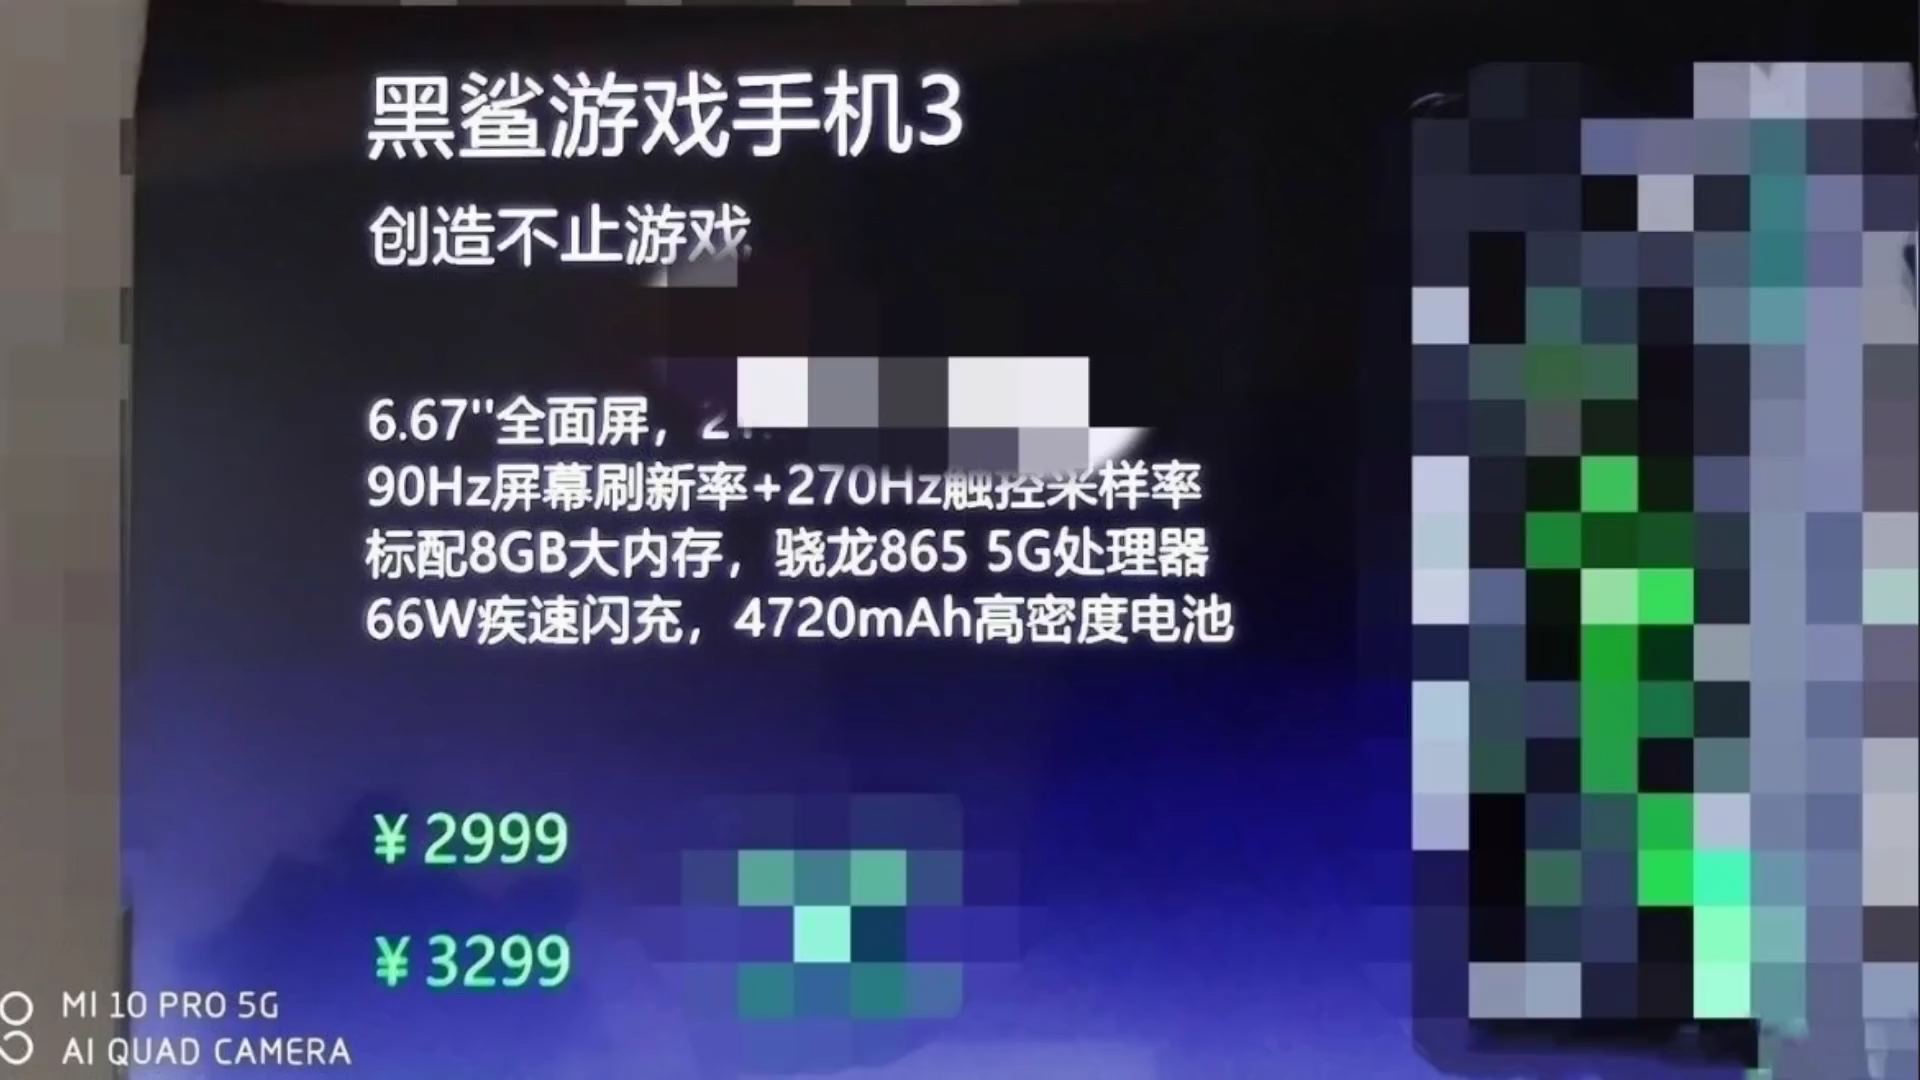 黑鲨游戏手机3
创造不止游戏
6.67''全面屏，
90Hz屏幕刷新率+270Hz触控采样率
标配8GB大内存，骁龙865 5G处理器
66W疾速闪充，4720mAh高密度电池
¥2999
¥3299
MI 10 PRO 5G
AI QUAD CAMERA